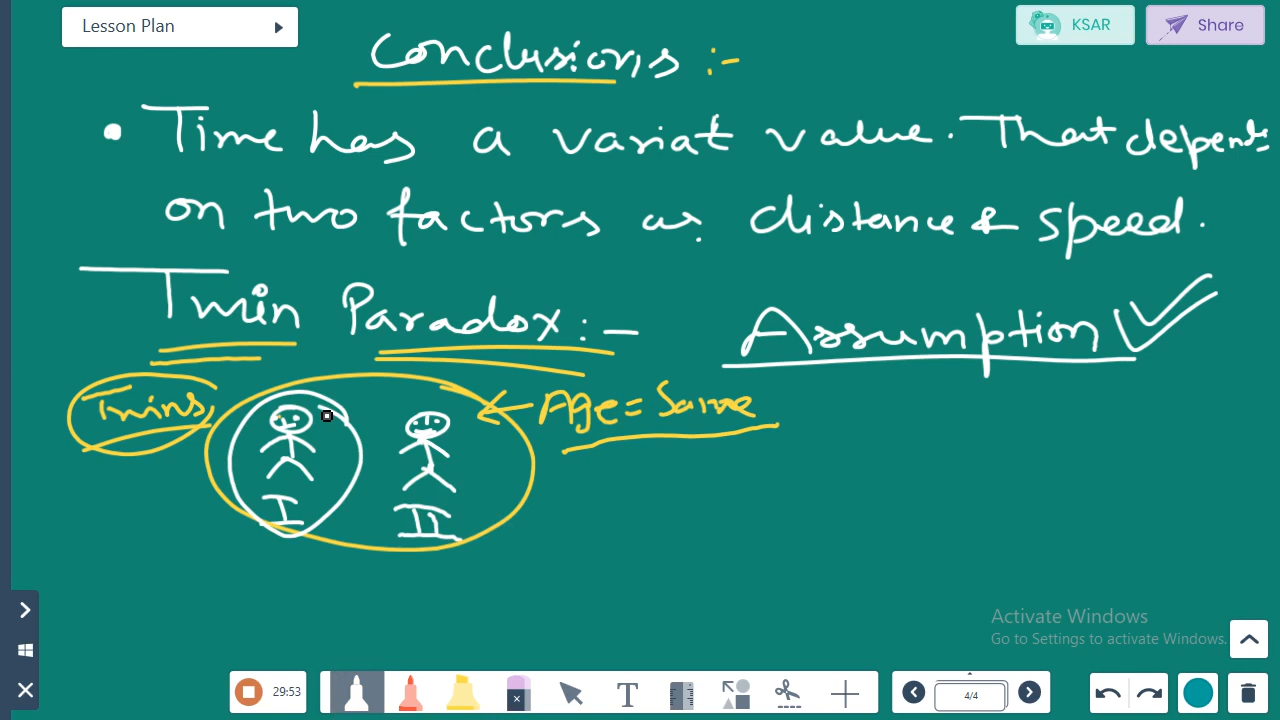 Lesson Plan
KSAR
Share
Conclusions :-
• Time has a variat value. That depends
on two factors as distance & speed.
Twin Paradox :-
Assumption
Twins
Age = Same
I
II
Activate Windows
Go to Settings to activate Windows.
29:53
T
4/4